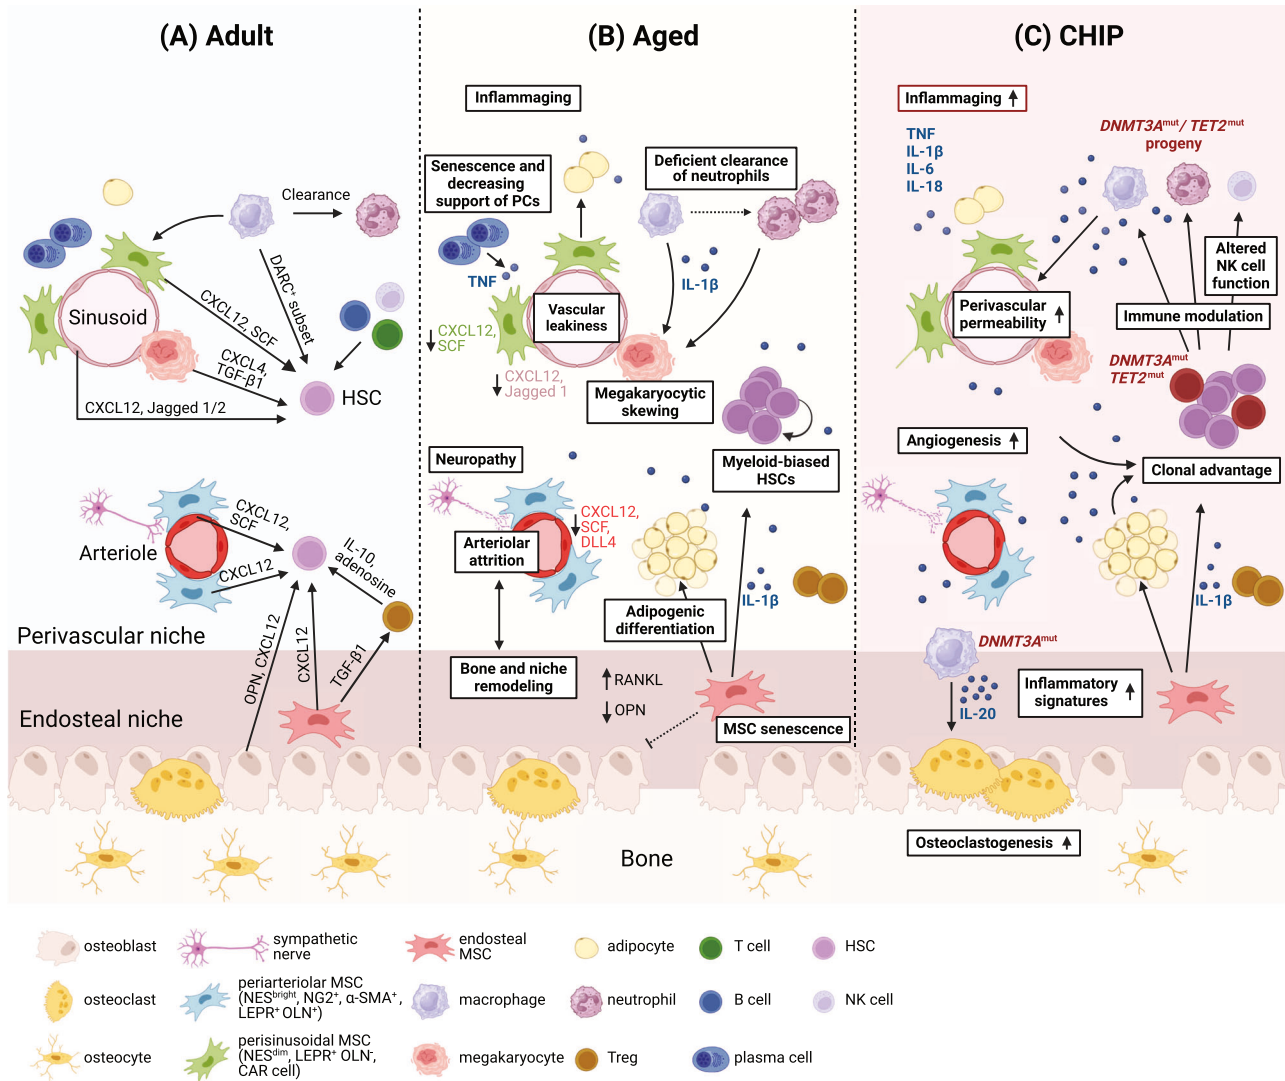 (A) Adult
Clearance
DARC⁺ subset
Sinusoid
CXCL12, SCF
CXCL4,
TGF-β1
HSC
CXCL12, Jagged 1/2
CXCL12,
SCF
Arteriole
CXCL12
IL-10,
adenosine
OPN, CXCL12
CXCL12
TGF-β1
Perivascular niche
Endosteal niche
(B) Aged
Inflammaging
Senescence and
decreasing
support of PCs
Deficient clearance
of neutrophils
TNF
IL-1β
Vascular
leakiness
CXCL12,
SCF
CXCL12,
Jagged 1
Megakaryocytic
skewing
Neuropathy
Myeloid-biased
HSCs
CXCL12,
SCF,
DLL4
Arteriolar
attrition
IL-1β
Adipogenic
differentiation
Bone and niche
remodeling
RANKL
OPN
MSC senescence
Bone
(C) CHIP
Inflammaging
TNF
IL-1β
IL-6
IL-18
DNMT3Aᵐᵘᵗ/ TET2ᵐᵘᵗ
progeny
Altered
NK cell
function
Perivascular
permeability
Immune modulation
DNMT3Aᵐᵘᵗ
TET2ᵐᵘᵗ
Angiogenesis
Clonal advantage
IL-1β
DNMT3Aᵐᵘᵗ
IL-20
Inflammatory
signatures
Osteoclastogenesis
osteoblast
sympathetic
nerve
endosteal
MSC
adipocyte
T cell
HSC
osteoclast
periarteriolar MSC
(NESᵇʳⁱᵍʰᵗ, NG2⁺, α-SMA⁺,
LEPR⁺ OLN⁺)
macrophage
neutrophil
B cell
NK cell
osteocyte
perisinusoidal MSC
(NESᵈⁱᵐ, LEPR⁺ OLN⁻,
CAR cell)
megakaryocyte
Treg
plasma cell